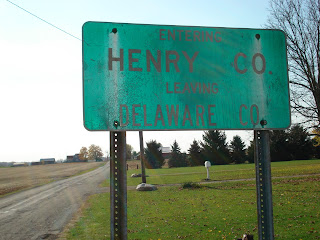 ENTERING
HENRY CO
LEAVING
DELAWARE CO